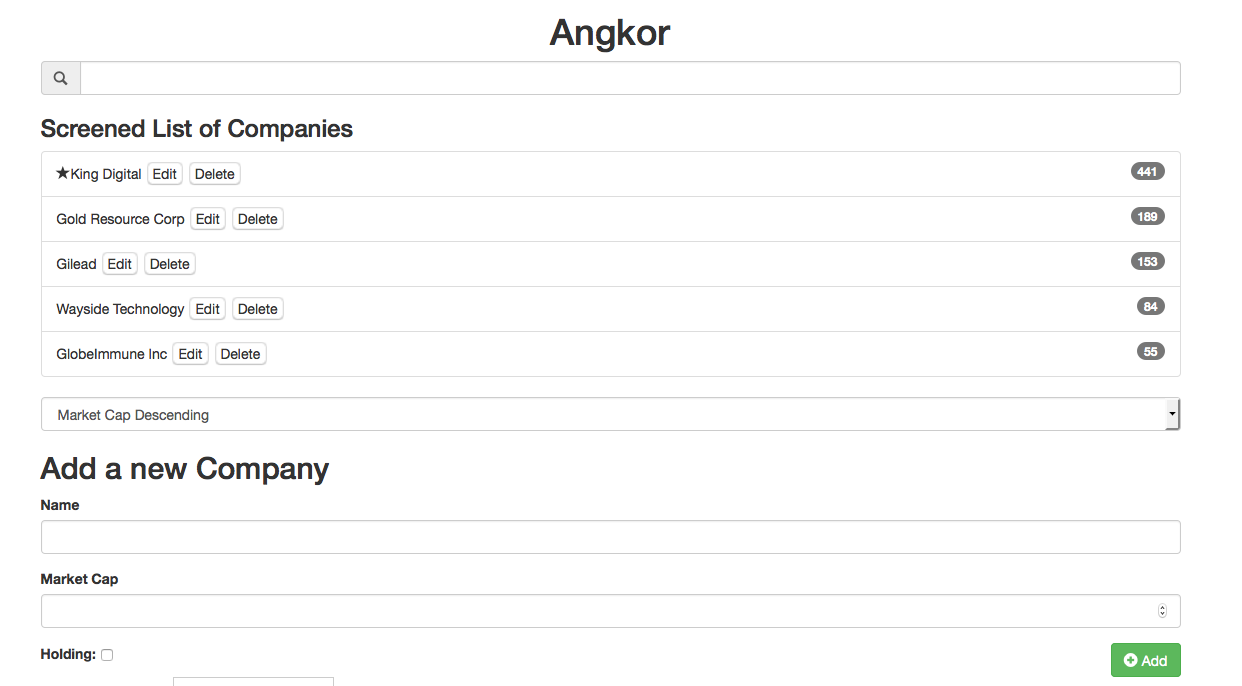 Angkor
Screened List of Companies
★King Digital Edit Delete 441
Gold Resource Corp Edit Delete 189
Gilead Edit Delete 153
Wayside Technology Edit Delete 84
GlobeImmune Inc Edit Delete 55
Market Cap Descending
Add a new Company
Name
Market Cap
Holding:
Add